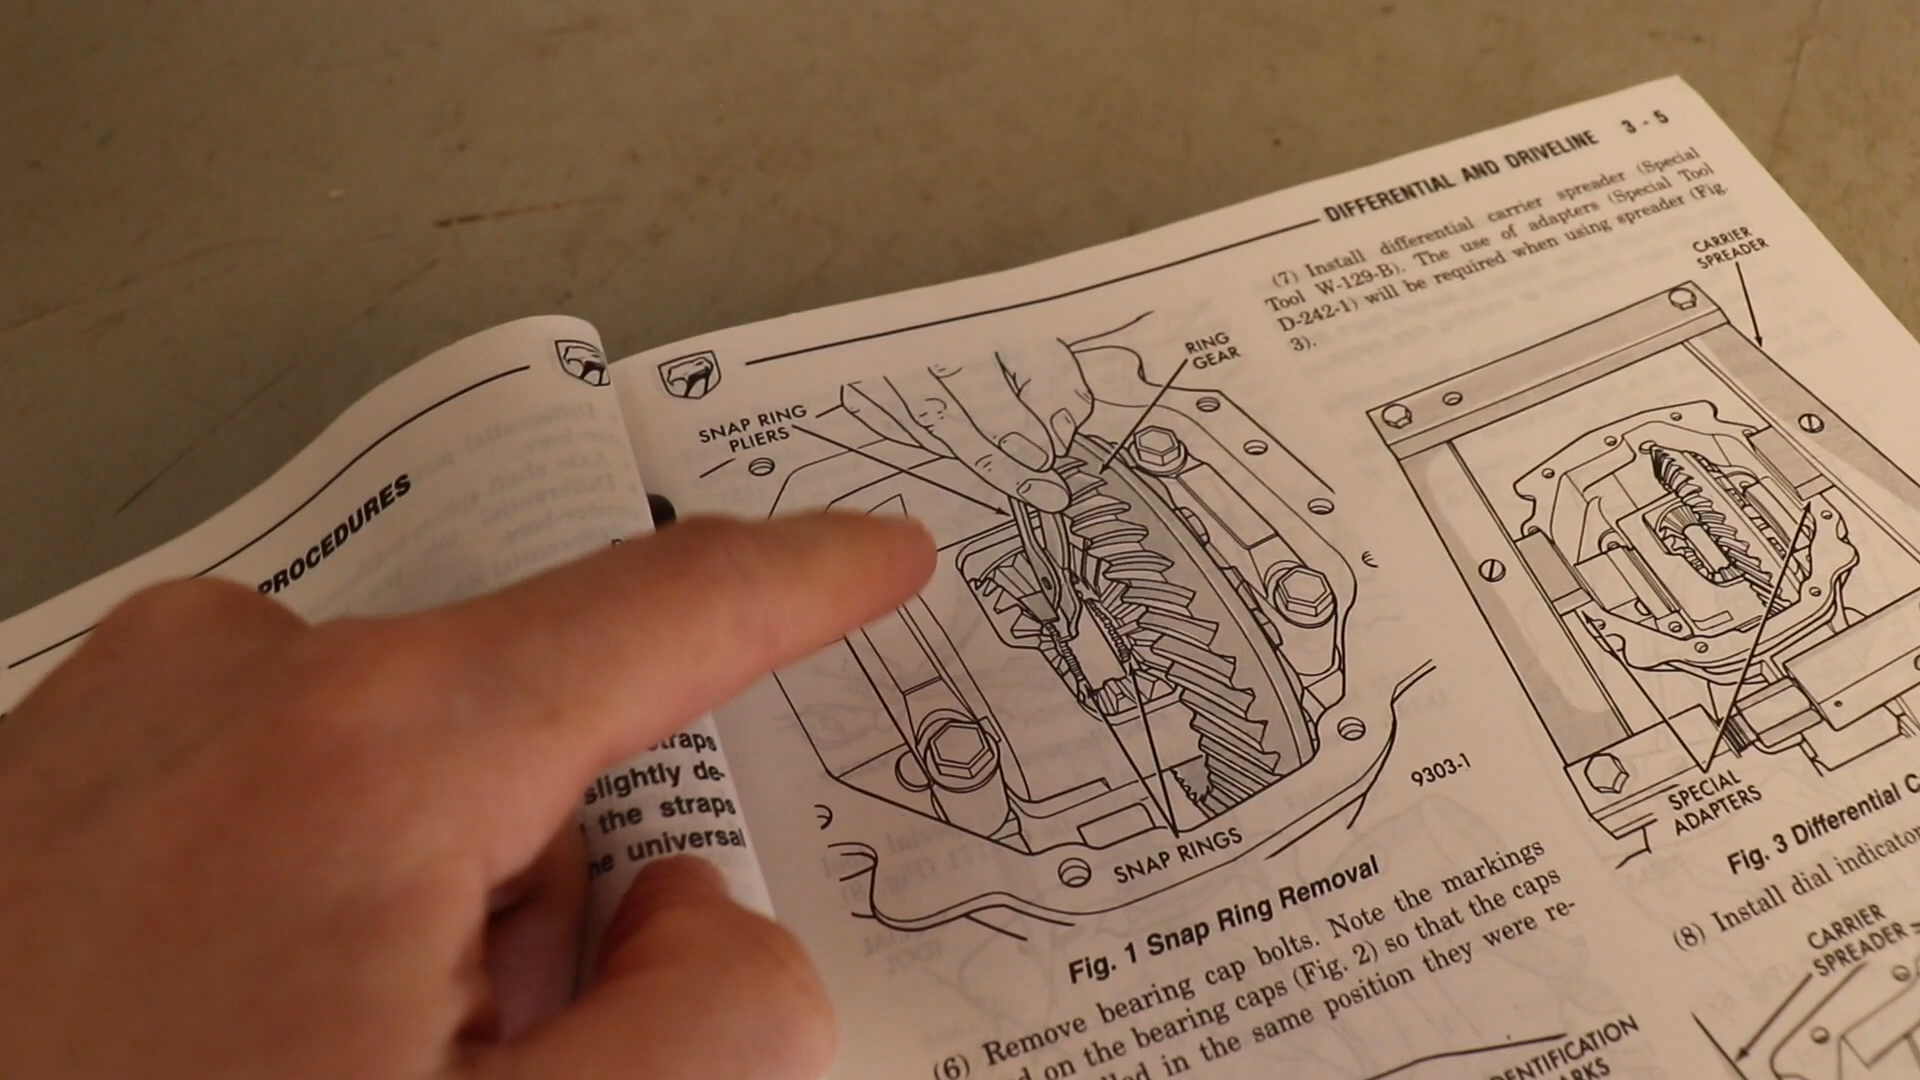 PROCEDURES
straps
slightly de-
the straps
universal
DIFFERENTIAL AND DRIVELINE 3 - 5
SNAP RING
PLIERS
RING
GEAR
SNAP RINGS
9303-1
Fig. 1 Snap Ring Removal
(6) Remove bearing cap bolts. Note the markings
on the bearing caps (Fig. 2) so that the caps
in the same position they were re-
(7) Install differential carrier spreader (Special
Tool W-129-B). The use of adapters (Special Tool
D-242-1) will be required when using spreader (Fig.
3).
CARRIER
SPREADER
SPECIAL
ADAPTERS
Fig. 3 Differential
(8) Install dial indicator
CARRIER
SPREADER